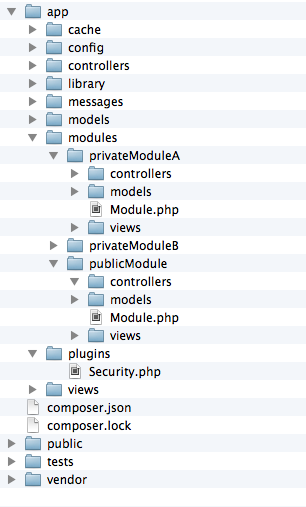 app
cache
config
controllers
library
messages
models
modules
privateModuleA
controllers
models
Module.php
views
privateModuleB
publicModule
controllers
models
Module.php
views
plugins
Security.php
views
composer.json
composer.lock
public
tests
vendor